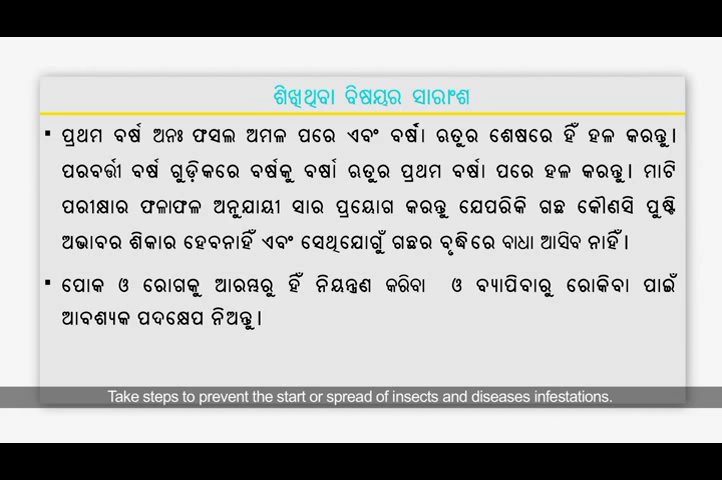 ଶିଖିଥିବା ବିଷୟର ସାରାଂଶ
▪ ପ୍ରଥମ ବର୍ଷ ଅନଃ ଫସଲ ଅମଳ ପରେ ଏବଂ ବର୍ଷା ଋତୁର ଶେଷରେ ହିଁ ହଳ କରନ୍ତୁ।
ପରବର୍ତ୍ତୀ ବର୍ଷ ଗୁଡ଼ିକରେ ବର୍ଷକୁ ବର୍ଷା ଋତୁର ପ୍ରଥମ ବର୍ଷା ପରେ ହଳ କରନ୍ତୁ। ମାଟି
ପରୀକ୍ଷାର ଫଳାଫଳ ଅନୁଯାୟୀ ସାର ପ୍ରୟୋଗ କରନ୍ତୁ ଯେପରିକି ଗଛ କୌଣସି ପୁଷ୍ଟି
ଅଭାବର ଶିକାର ହେବନାହିଁ ଏବଂ ସେଥିଯୋଗୁଁ ଗଛର ବୃଦ୍ଧିରେ ବାଧା ଆସିବ ନାହିଁ।
▪ ପୋକ ଓ ରୋଗକୁ ଆରମ୍ଭରୁ ହିଁ ନିୟନ୍ତ୍ରଣ କରିବା ଓ ବ୍ୟାପିବାରୁ ରୋକିବା ପାଇଁ
ଆବଶ୍ୟକ ପଦକ୍ଷେପ ନିଅନ୍ତୁ।
Take steps to prevent the start or spread of insects and diseases infestations.